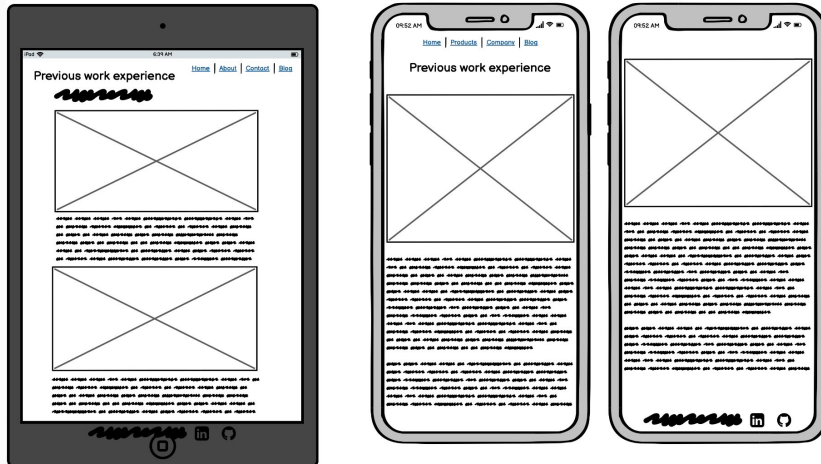 iPad 6:39 AM
Home | About | Contact | Blog
Previous work experience
09:52 AM
Home | Products | Company | Blog
Previous work experience
09:52 AM
in